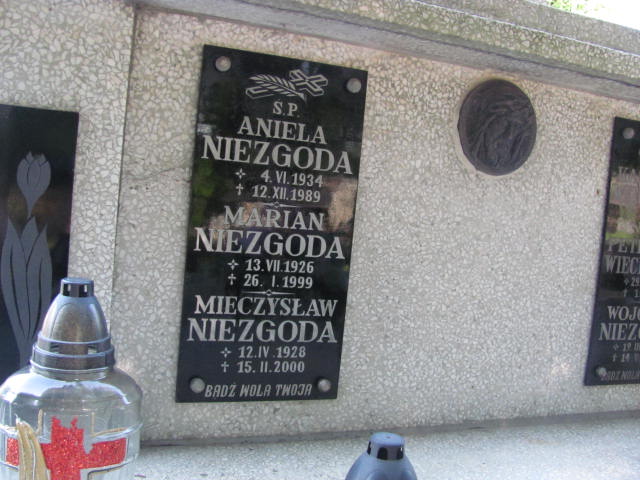 S.P.
ANIELA
NIEZGODA
4.VI.1934
† 12.XII.1989
MARIAN
NIEZGODA
13.VII.1926
† 26.I.1999
MIECZYSŁAW
NIEZGODA
12.IV.1928
† 15.II.2000
BĄDŹ WOLA TWOJA